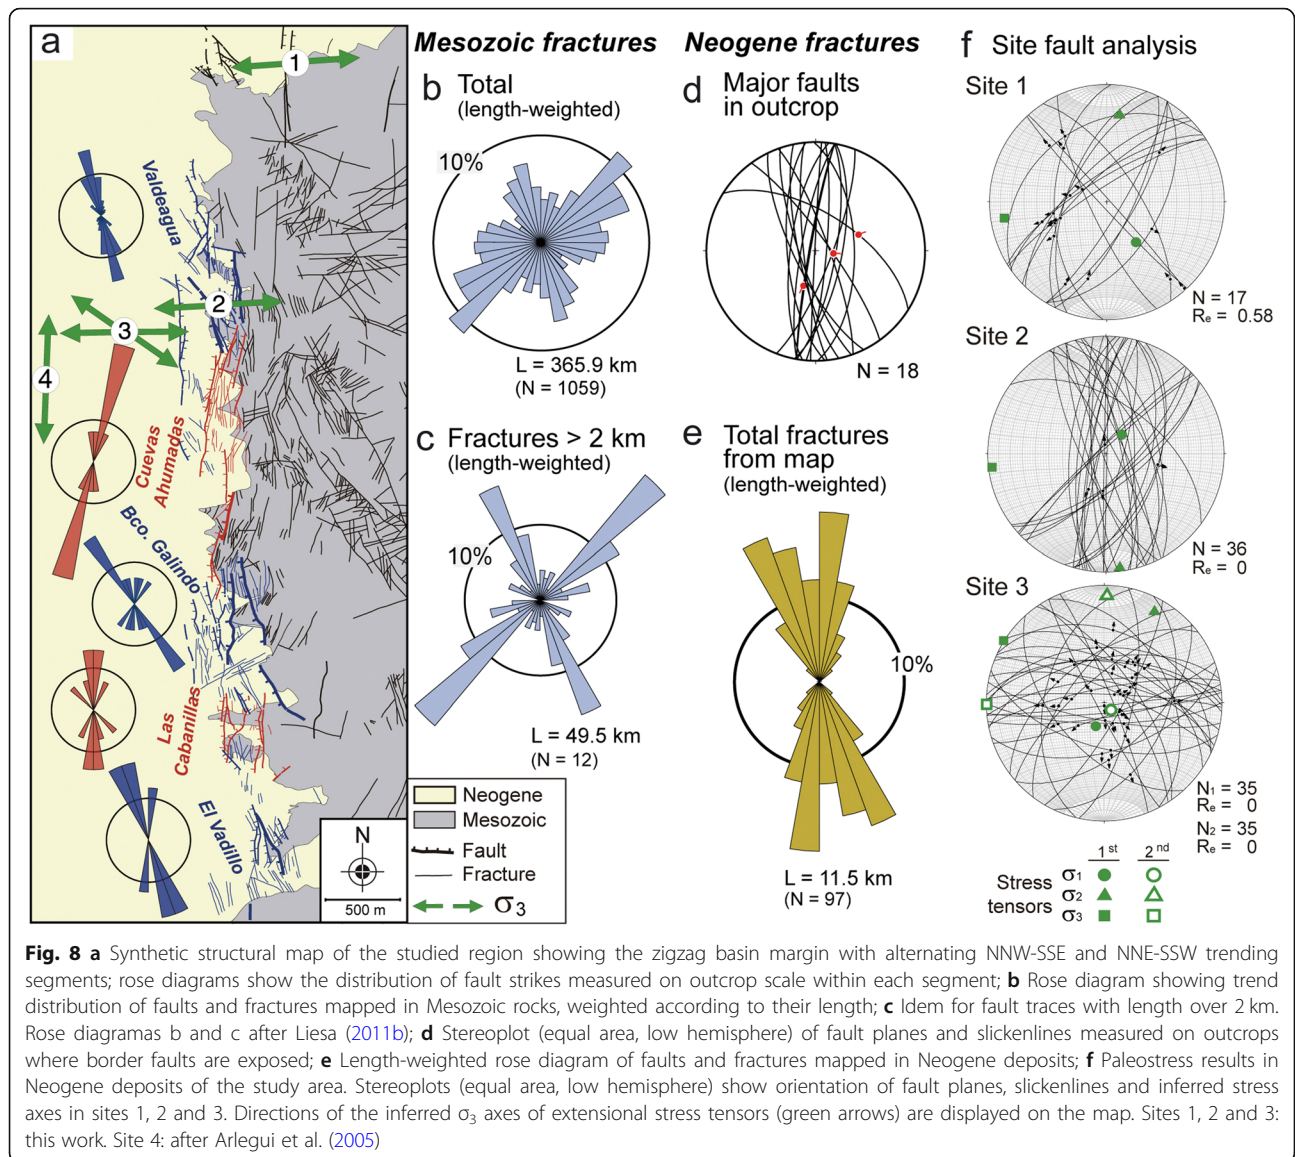 a
1
2
3
4
Valdeagua
Cuevas
Ahumadas
Bco. Galindo
Las
Cabanillas
El Vadillo
N
500 m
Neogene
Mesozoic
Fault
Fracture
σ3
Mesozoic fractures
b Total
(length-weighted)
10%
L = 365.9 km
(N = 1059)
c Fractures > 2 km
(length-weighted)
10%
L = 49.5 km
(N = 12)
Neogene fractures
d Major faults
in outcrop
N = 18
e Total fractures
from map
(length-weighted)
10%
L = 11.5 km
(N = 97)
f Site fault analysis
Site 1
N = 17
Re = 0.58
Site 2
N = 36
Re = 0
Site 3
N1 = 35
Re = 0
N2 = 35
Re = 0
1st 2nd
Stress
tensors
σ1
σ2
σ3
Fig. 8 a Synthetic structural map of the studied region showing the zigzag basin margin with alternating NNW-SSE and NNE-SSW trending
segments; rose diagrams show the distribution of fault strikes measured on outcrop scale within each segment; b Rose diagram showing trend
distribution of faults and fractures mapped in Mesozoic rocks, weighted according to their length; c Idem for fault traces with length over 2 km.
Rose diagramas b and c after Liesa (2011b); d Stereoplot (equal area, low hemisphere) of fault planes and slickenlines measured on outcrops
where border faults are exposed; e Length-weighted rose diagram of faults and fractures mapped in Neogene deposits; f Paleostress results in
Neogene deposits of the study area. Stereoplots (equal area, low hemisphere) show orientation of fault planes, slickenlines and inferred stress
axes in sites 1, 2 and 3. Directions of the inferred σ3 axes of extensional stress tensors (green arrows) are displayed on the map. Sites 1, 2 and 3:
this work. Site 4: after Arlegui et al. (2005)